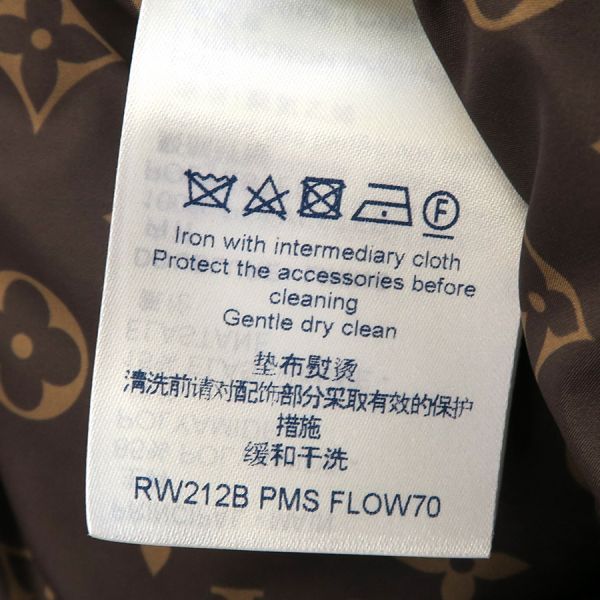 F
Iron with intermediary cloth
Protect the accessories before
cleaning
Gentle dry clean
垫布熨烫
清洗前请对配饰部分采取有效的保护
措施
缓和干洗
RW212B PMS FLOW70